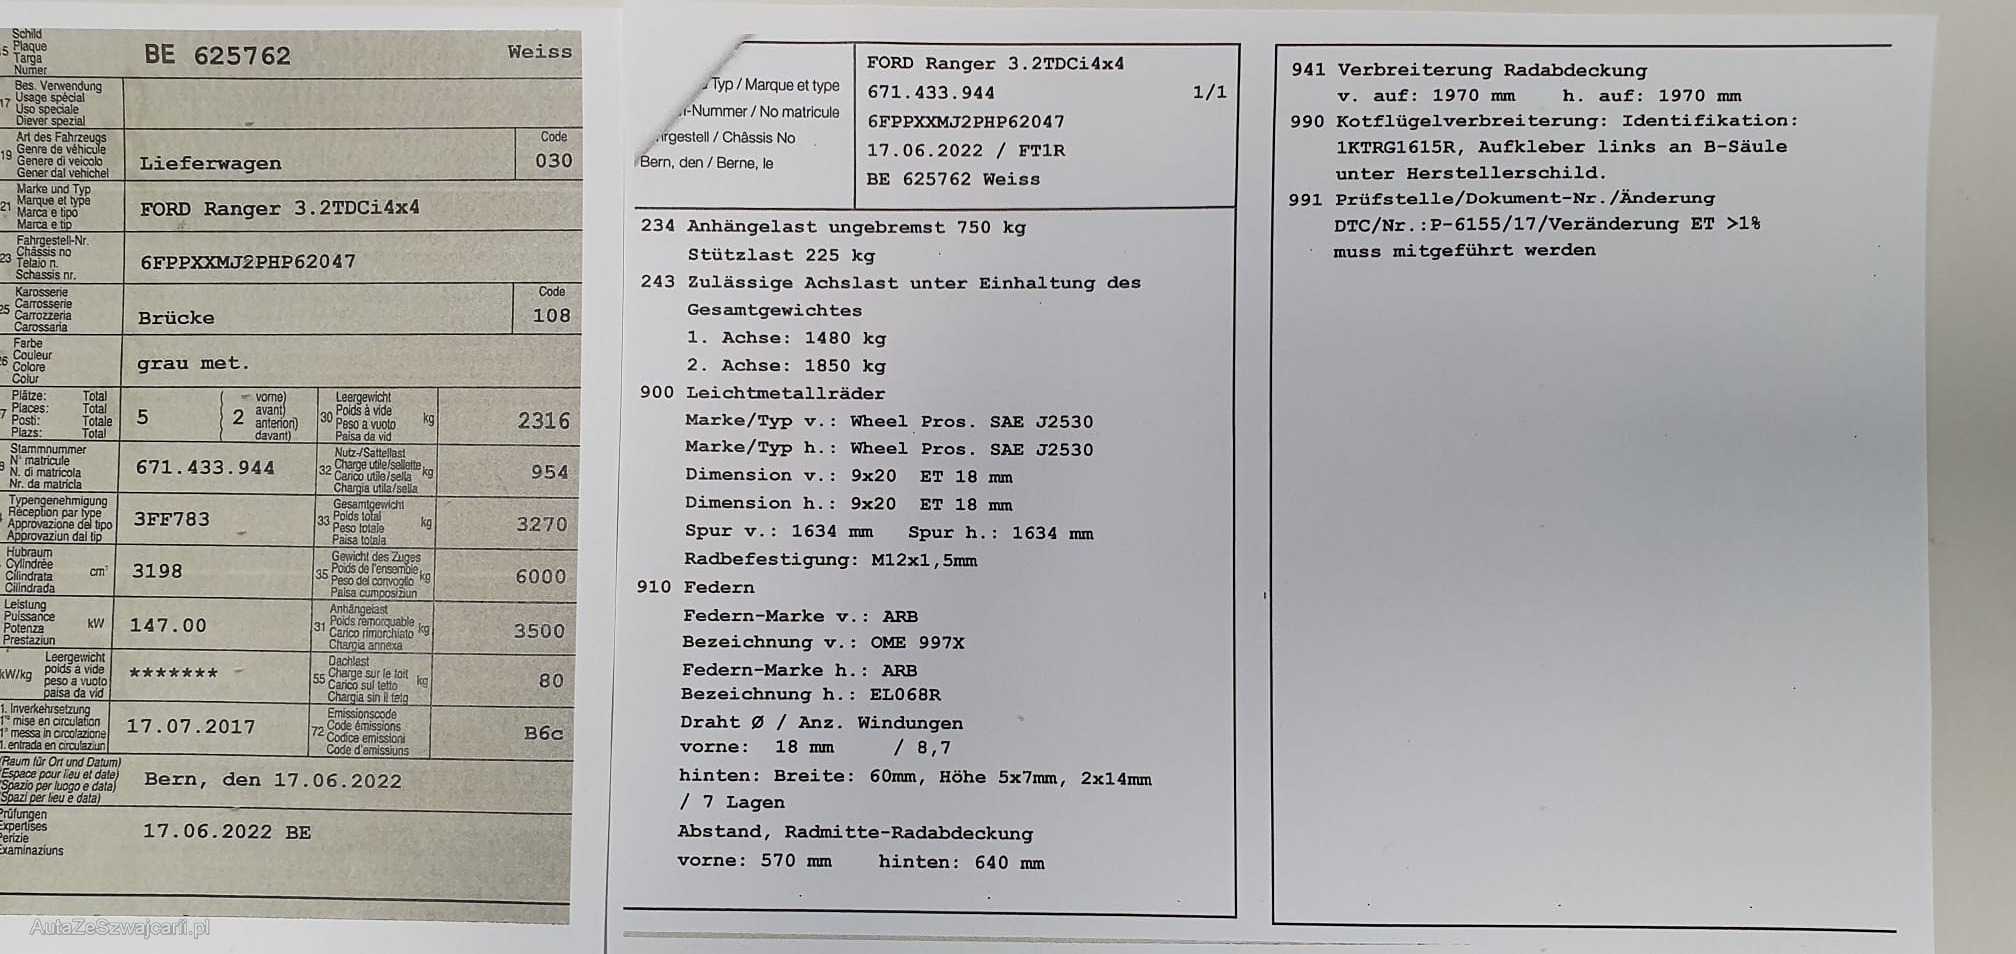 Schild
15 Plaque BE 625762 Weiss
Targa
Numer
Bes. Verwendung
17 Usage spécial
Uso speciale
Diever spezial
Art des Fahrzeugs Code
19 Genre de véhicule Lieferwagen 030
Genere di veicolo
Gener dal vehichel
Marke und Typ
21 Marque et type FORD Ranger 3.2TDCi4x4
Marca e tipo
Marca e tip
Fahrgestell-Nr.
23 Châssis no 6FPPXXMJ2PHP62047
Telaio n.
Schassis nr.
Karosserie Code
25 Carrosserie Brücke 108
Carrozzeria
Carossaria
Farbe
26 Couleur grau met.
Colore
Colur
Plätze: Total vorne) Leergewicht
7 Places: Total 5 ( 2 avant) 30 Poids à vide kg 2316
Posti: Totale anteriori) Peso a vuoto
Plazs: Total davant) Paisa da vid
Stammnummer Nutz-/Sattellast
N° matricule 671.433.944 32 Charge utile/sellette kg 954
N. di matricola Carico utile/sella
Nr. da matricla Chargia utila/sella
Typengenehmigung Gesamtgewicht
Réception par type 3FF783 33 Poids total kg 3270
Approvazione del tipo Peso totale
Approvaziun dal tip Paisa totala
Hubraum Gewicht des Zuges
Cylindrée cm³ 3198 35 Poids de l'ensemble kg 6000
Cilindrata Peso del convoglio
Cilindrada Paisa cumposiziun
Leistung Anhängelast
Puissance kW 147.00 31 Poids remorquable kg 3500
Potenza Carico rimorchiato
Prestaziun Chargia annexa
Leergewicht Dachlast
kW/kg poids à vide ******* 55 Charge sur le toit kg 80
peso a vuoto Carico sul tetto
paisa da vid Chargia sin il tetg
1. Inverkehrsetzung Emissionscode
1re mise en circulation 17.07.2017 72 Code émissions B6c
1a messa in circolazione Codice emissioni
1. entrada en circulaziun Code d'emissiuns
(Raum für Ort und Datum)
(Espace pour lieu et date) Bern, den 17.06.2022
(Spazio per luogo e data)
(Spazi per lieu e data)
Prüfungen
Expertises 17.06.2022 BE
Perizie
Examinaziuns
AutaZeSzwajcarii.pl
Typ / Marque et type FORD Ranger 3.2TDCi4x4
-Nummer / No matricule 671.433.944 1/1
rgestell / Châssis No 6FPPXXMJ2PHP62047
Bern, den / Berne, le 17.06.2022 / FT1R
BE 625762 Weiss
234 Anhängelast ungebremst 750 kg
Stützlast 225 kg
243 Zulässige Achslast unter Einhaltung des
Gesamtgewichtes
1. Achse: 1480 kg
2. Achse: 1850 kg
900 Leichtmetallräder
Marke/Typ v.: Wheel Pros. SAE J2530
Marke/Typ h.: Wheel Pros. SAE J2530
Dimension v.: 9x20 ET 18 mm
Dimension h.: 9x20 ET 18 mm
Spur v.: 1634 mm Spur h.: 1634 mm
Radbefestigung: M12x1,5mm
910 Federn
Federn-Marke v.: ARB
Bezeichnung v.: OME 997X
Federn-Marke h.: ARB
Bezeichnung h.: EL068R
Draht Ø / Anz. Windungen
vorne: 18 mm / 8,7
hinten: Breite: 60mm, Höhe 5x7mm, 2x14mm
/ 7 Lagen
Abstand, Radmitte-Radabdeckung
vorne: 570 mm hinten: 640 mm
941 Verbreiterung Radabdeckung
v. auf: 1970 mm h. auf: 1970 mm
990 Kotflügelverbreiterung: Identifikation:
1KTRG1615R, Aufkleber links an B-Säule
unter Herstellerschild.
991 Prüfstelle/Dokument-Nr./Änderung
DTC/Nr.:P-6155/17/Veränderung ET >1%
muss mitgeführt werden